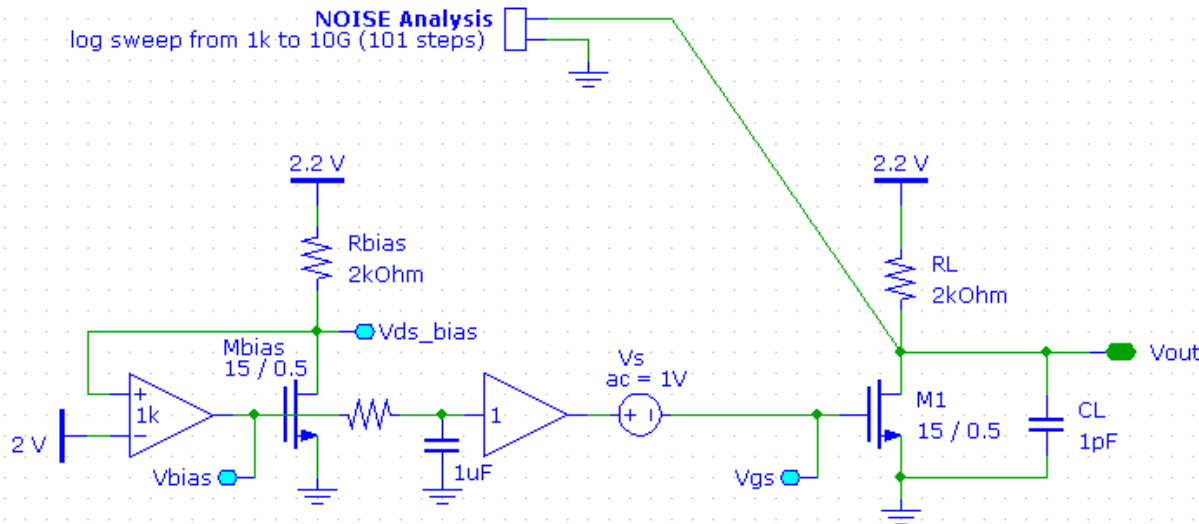 NOISE Analysis
log sweep from 1k to 10G (101 steps)
2.2 V
2.2 V
Rbias
2kOhm
RL
2kOhm
Vds_bias
Vout
Mbias
15 / 0.5
Vs
ac = 1V
+
1k
−
2 V
1
+ −
M1
15 / 0.5
CL
1pF
Vbias
1uF
Vgs